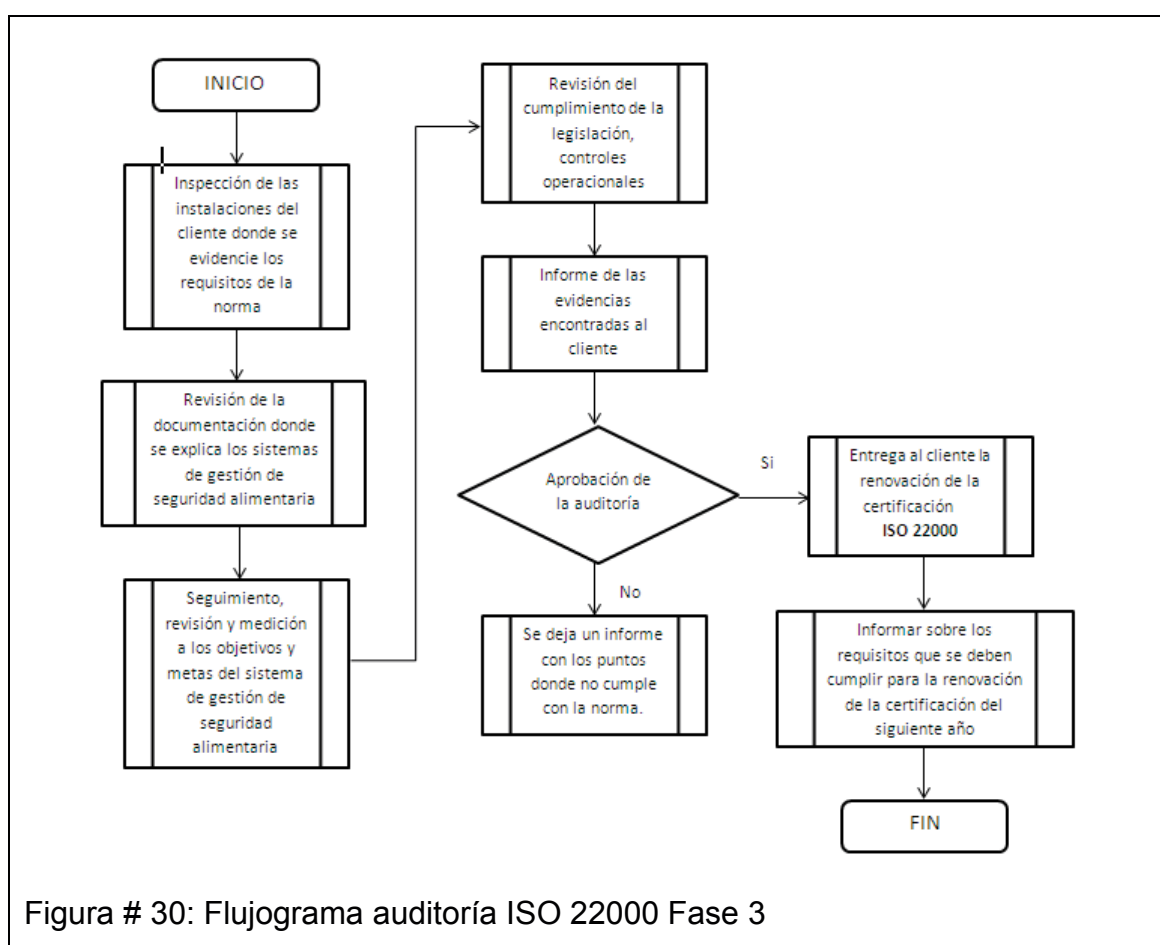 INICIO
Inspección de las
instalaciones del
cliente donde se
evidencie los
requisitos de la
norma
Revisión de la
documentación donde
se explica los sistemas
de gestión de
seguridad alimentaria
Seguimiento,
revisión y medición
a los objetivos y
metas del sistema
de gestión de
seguridad
alimentaria
Revisión del
cumplimiento de la
legislación,
controles
operacionales
Informe de las
evidencias
encontradas al
cliente
Aprobación de
la auditoría
Si
No
Se deja un informe
con los puntos
donde no cumple
con la norma.
Entrega al cliente la
renovación de la
certificación
ISO 22000
Informar sobre los
requisitos que se deben
cumplir para la renovación
de la certificación del
siguiente año
FIN
Figura # 30: Flujograma auditoría ISO 22000 Fase 3